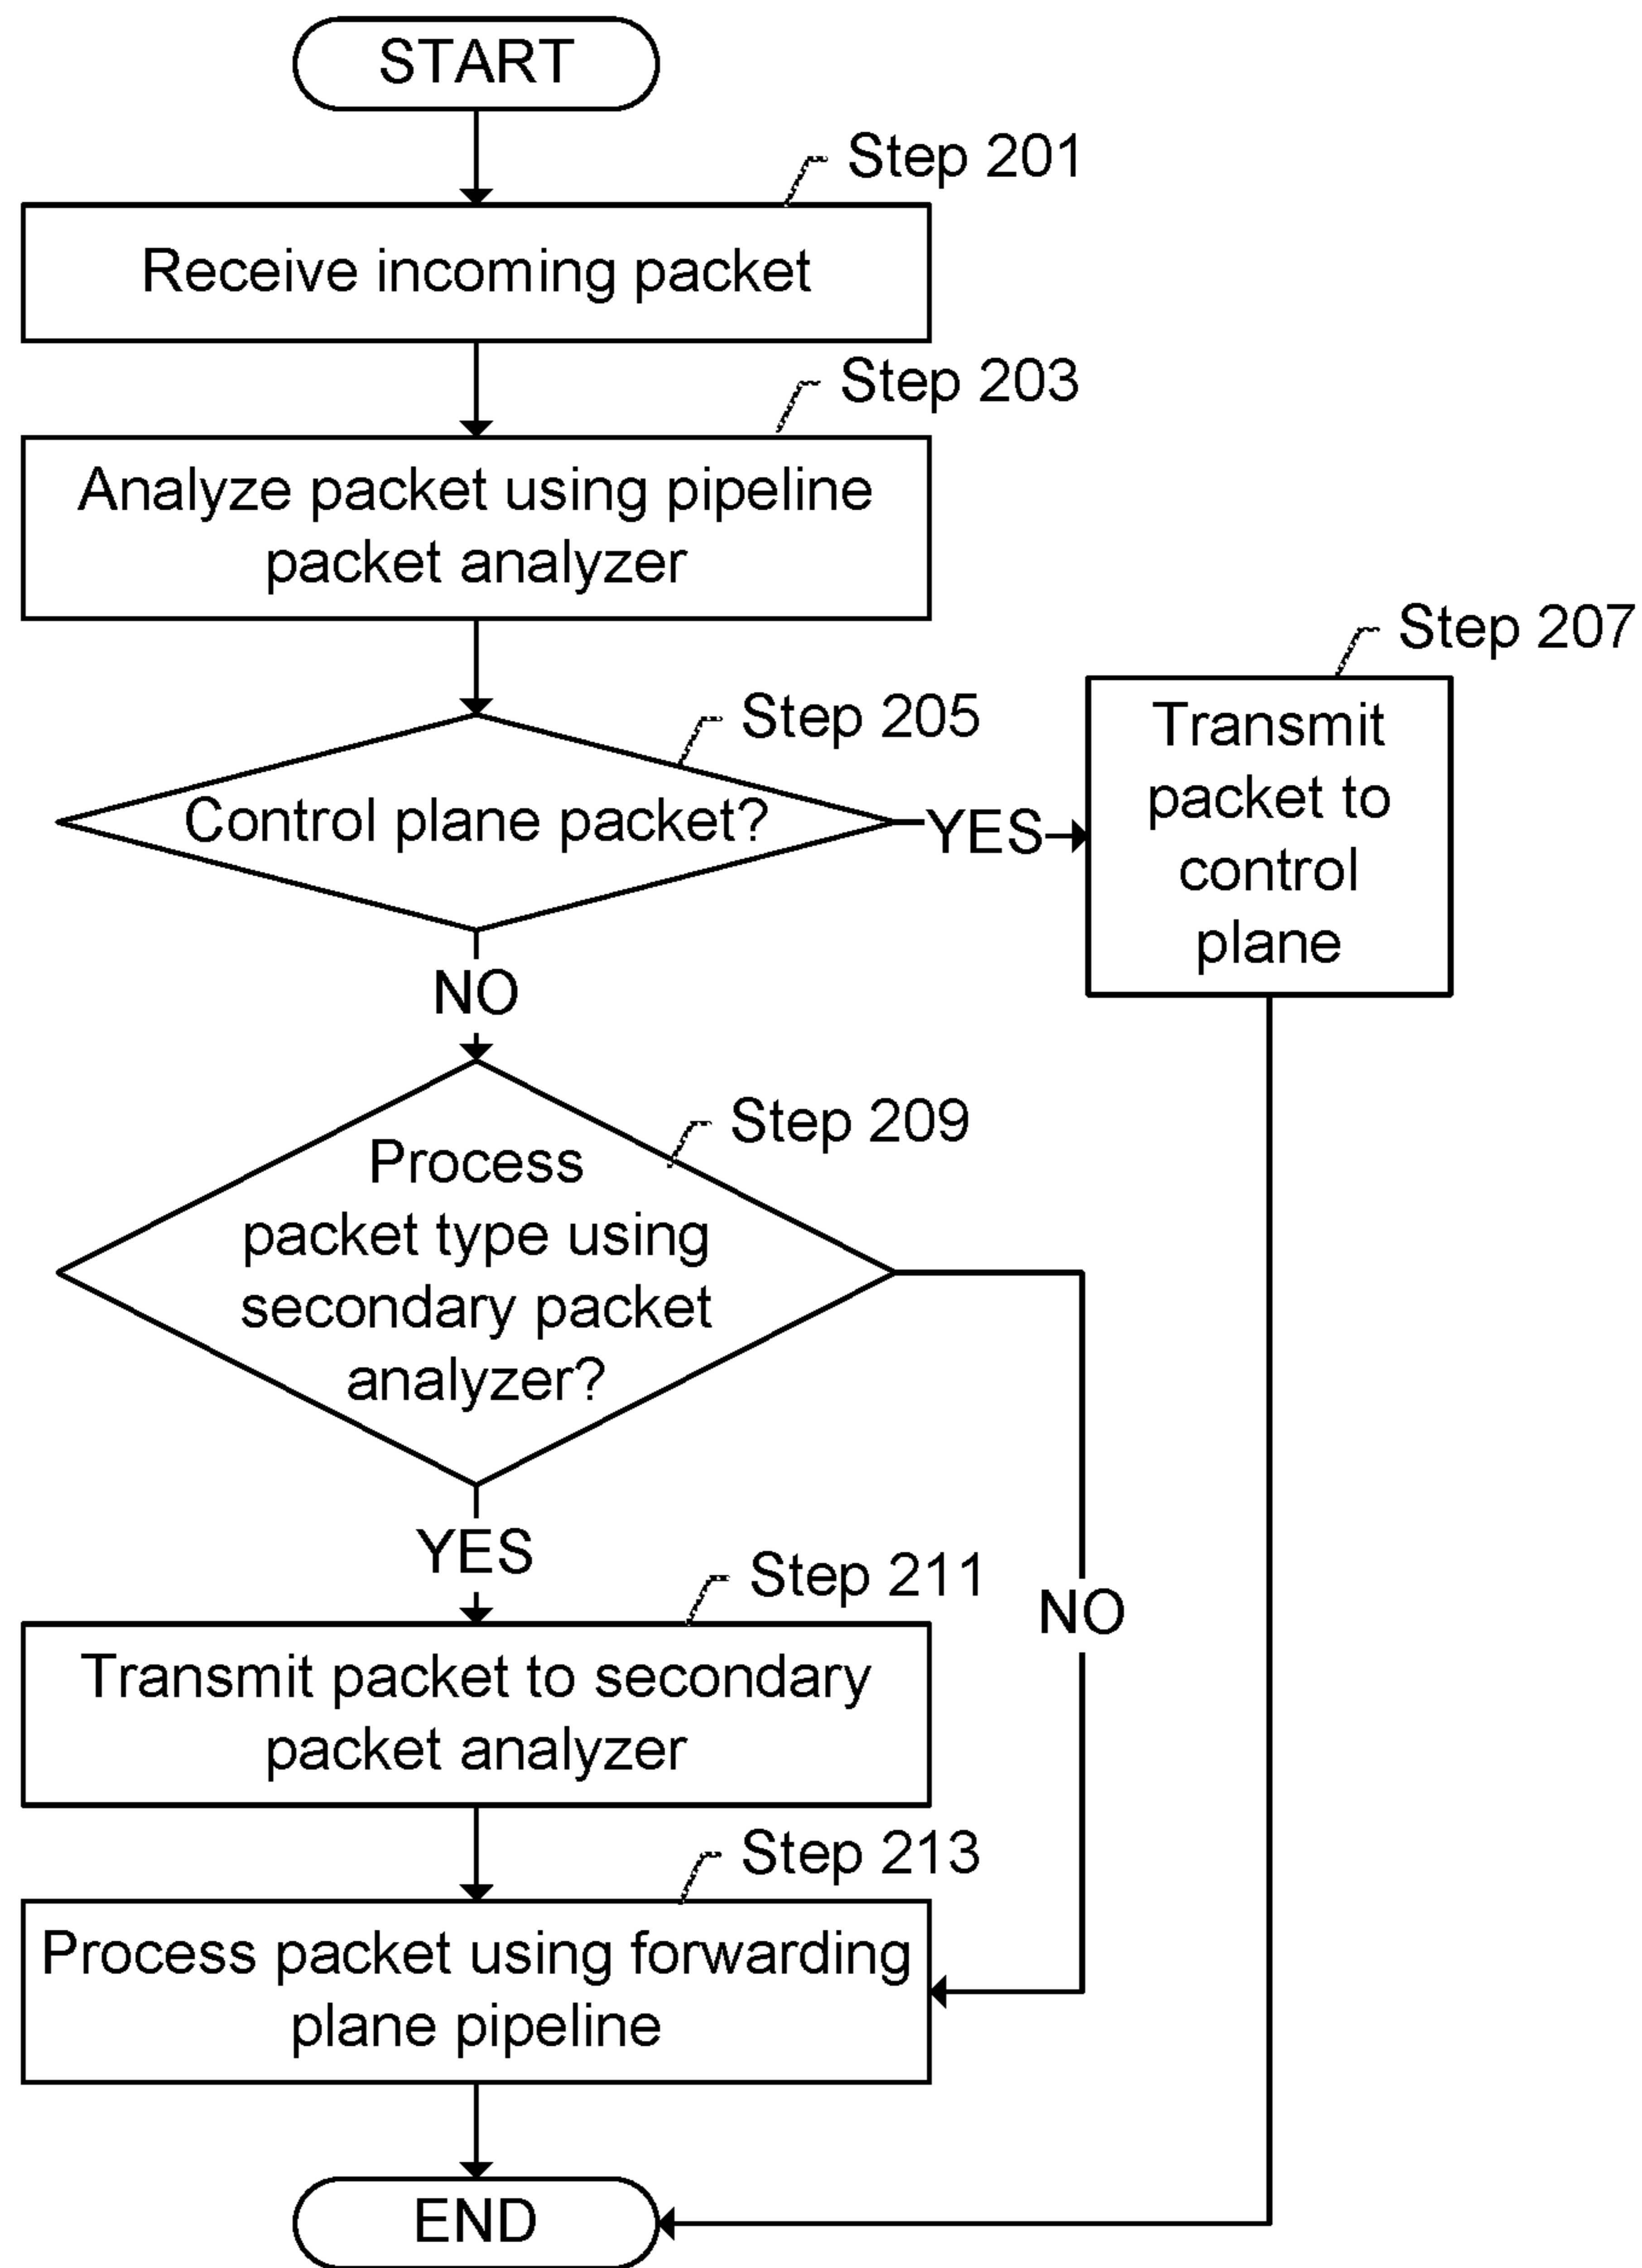 START
Step 201
Receive incoming packet
Step 203
Analyze packet using pipeline
packet analyzer
Step 205
Control plane packet?
YES
Step 207
Transmit
packet to
control
plane
NO
Step 209
Process
packet type using
secondary packet
analyzer?
YES
NO
Step 211
Transmit packet to secondary
packet analyzer
Step 213
Process packet using forwarding
plane pipeline
END